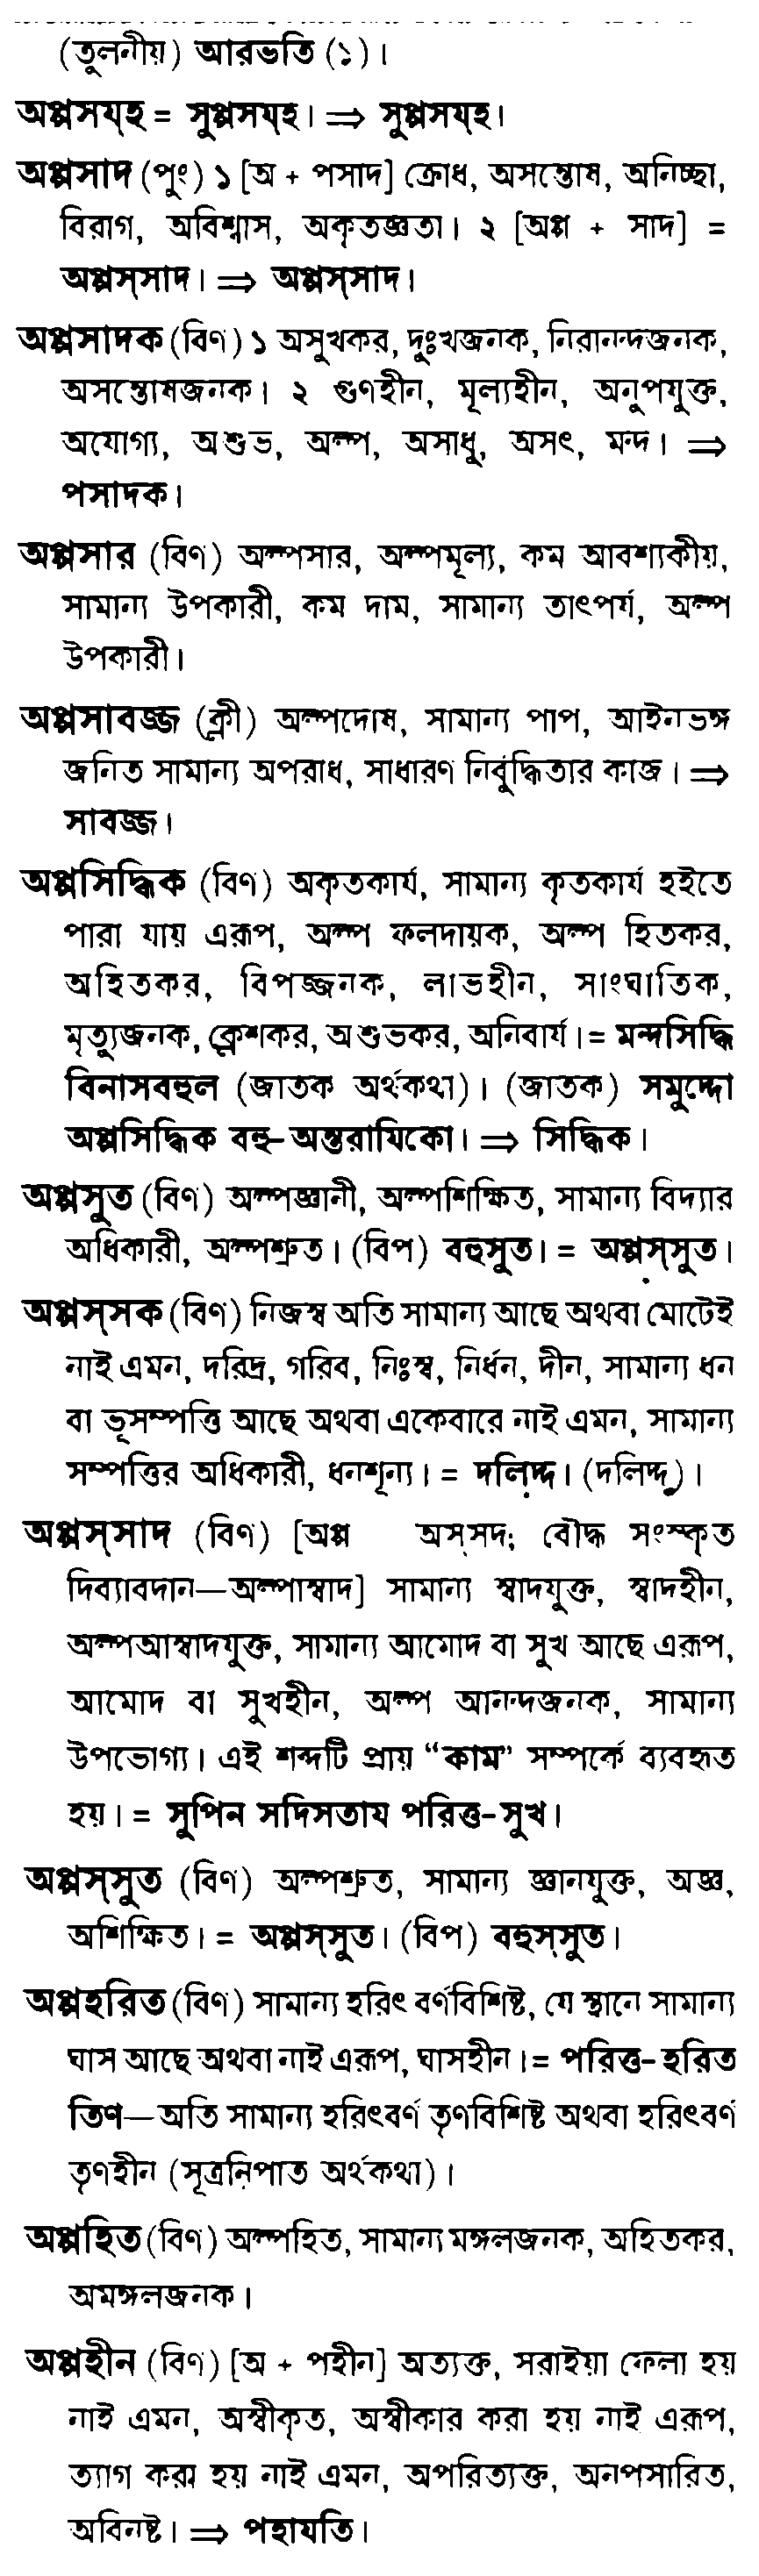 (তুলনীয়) আরভতি (১)।
অপ্পসয্হ = সুপ্পসয্হ। ⇒ সুপ্পসয্হ।
অপ্পসাদ (পুং) ১ [অ + পসাদ] ক্রোধ, অসন্তোষ, অনিচ্ছা,
বিরাগ, অবিশ্বাস, অকৃতজ্ঞতা। ২ [অপ্প + সাদ] =
অপ্পস্সাদ। ⇒ অপ্পস্সাদ।
অপ্পসাদক (বিণ) ১ অসুখকর, দুঃখজনক, নিরানন্দজনক,
অসন্তোষজনক। ২ গুণহীন, মূল্যহীন, অনুপযুক্ত,
অযোগ্য, অশুভ, অল্প, অসাধু, অসৎ, মন্দ। ⇒
পসাদক।
অপ্পসার (বিণ) অল্পসার, অল্পমূল্য, কম আবশ্যকীয়,
সামান্য উপকারী, কম দাম, সামান্য তাৎপর্য, অল্প
উপকারী।
অপ্পসাবজ্জ (ক্লী) অল্পদোষ, সামান্য পাপ, আইনভঙ্গ
জনিত সামান্য অপরাধ, সাধারণ নির্বুদ্ধিতার কাজ। ⇒
সাবজ্জ।
অপ্পসিদ্ধিক (বিণ) অকৃতকার্য, সামান্য কৃতকার্য হইতে
পারা যায় এরূপ, অল্প ফলদায়ক, অল্প হিতকর,
অহিতকর, বিপজ্জনক, লাভহীন, সাংঘাতিক,
মৃত্যুজনক, ক্লেশকর, অশুভকর, অনিবার্য। = মন্দসিদ্ধি
বিনাসবহুল (জাতক অর্থকথা)। (জাতক) সমুদ্দো
অপ্পসিদ্ধিক বহু-অন্তরাযিকো। ⇒ সিদ্ধিক।
অপ্পসুত (বিণ) অল্পজ্ঞানী, অল্পশিক্ষিত, সামান্য বিদ্যার
অধিকারী, অল্পশ্রুত। (বিপ) বহুসুত। = অপ্পস্সুত।
অপ্পস্সক (বিণ) নিজস্ব অতি সামান্য আছে অথবা মোটেই
নাই এমন, দরিদ্র, গরিব, নিঃস্ব, নির্ধন, দীন, সামান্য ধন
বা ভূসম্পত্তি আছে অথবা একেবারে নাই এমন, সামান্য
সম্পত্তির অধিকারী, ধনশূন্য। = দলিদ্দ। (দলিদ্দ্)।
অপ্পস্সাদ (বিণ) [অপ্প অস্সদ; বৌদ্ধ সংস্কৃত
দিব্যাবদান—অল্পাস্বাদ] সামান্য স্বাদযুক্ত, স্বাদহীন,
অল্পআস্বাদযুক্ত, সামান্য আমোদ বা সুখ আছে এরূপ,
আমোদ বা সুখহীন, অল্প আনন্দজনক, সামান্য
উপভোগ্য। এই শব্দটি প্রায় “কাম” সম্পর্কে ব্যবহৃত
হয়। = সুপিন সদিসতায পরিত্ত-সুখ।
অপ্পস্সুত (বিণ) অল্পশ্রুত, সামান্য জ্ঞানযুক্ত, অজ্ঞ,
অশিক্ষিত। = অপ্পস্সুত। (বিপ) বহুস্সুত।
অপ্পহরিত (বিণ) সামান্য হরিৎ বর্ণবিশিষ্ট, যে স্থানে সামান্য
ঘাস আছে অথবা নাই এরূপ, ঘাসহীন। = পরিত্ত-হরিত
তিণ—অতি সামান্য হরিৎবর্ণ তৃণবিশিষ্ট অথবা হরিৎবর্ণ
তৃণহীন (সূত্রনিপাত অর্থকথা)।
অপ্পহিত (বিণ) অল্পহিত, সামান্য মঙ্গলজনক, অহিতকর,
অমঙ্গলজনক।
অপ্পহীন (বিণ) [অ + পহীন] অত্যক্ত, সরাইয়া ফেলা হয়
নাই এমন, অস্বীকৃত, অস্বীকার করা হয় নাই এরূপ,
ত্যাগ করা হয় নাই এমন, অপরিত্যক্ত, অনপসারিত,
অবিনষ্ট। ⇒ পহাযতি।